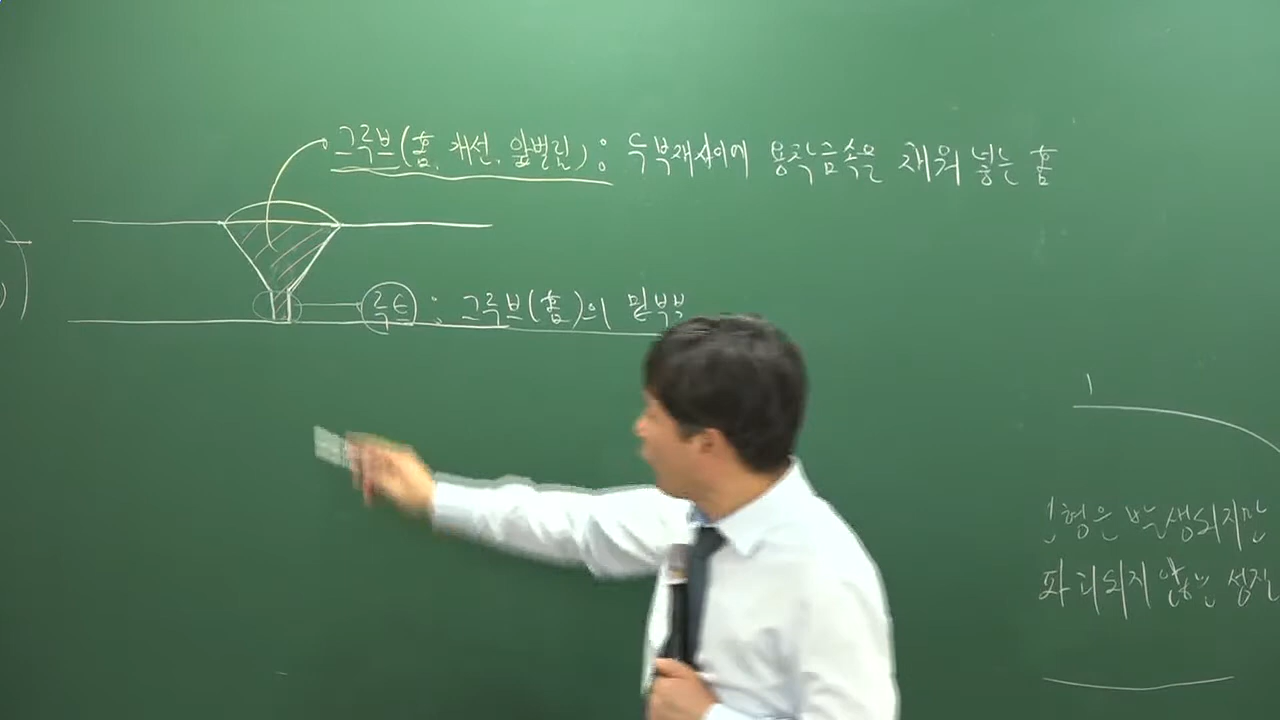 그루브(홈, 개선, 앞벌림) : 두 부재 사이에 용착금속을 채워 넣는 홈
루트 : 그루브(홈)의 밑부분
형은 발생되지만
파괴되지 않는 성질